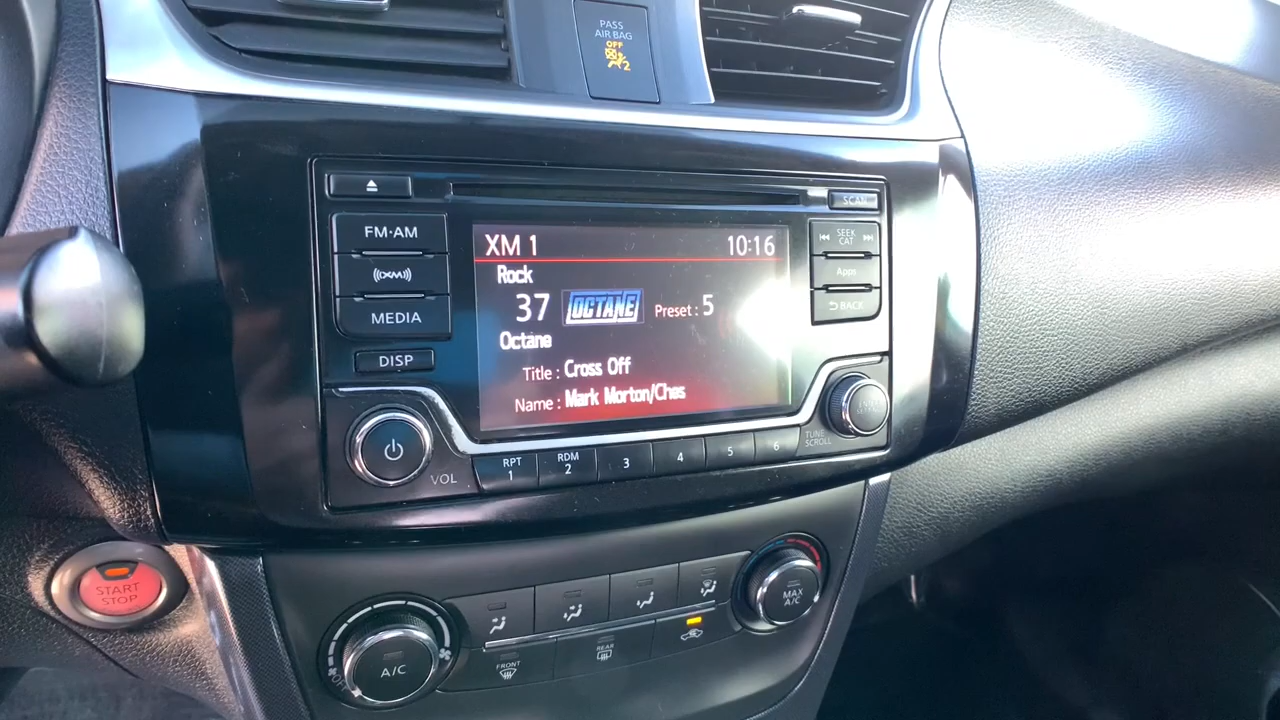 PASS
AIR BAG
OFF
2
SCAN
FM·AM
XM
MEDIA
DISP
XM 1 10:16
Rock
37 OCTANE Preset : 5
Octane
Title : Cross Off
Name : Mark Morton/Ches
SEEK
CAT
Apps
BACK
VOL
RPT
1
RDM
2
3
4
5
6
TUNE
SCROLL
START
STOP
A/C
FRONT
REAR
MAX
A/C